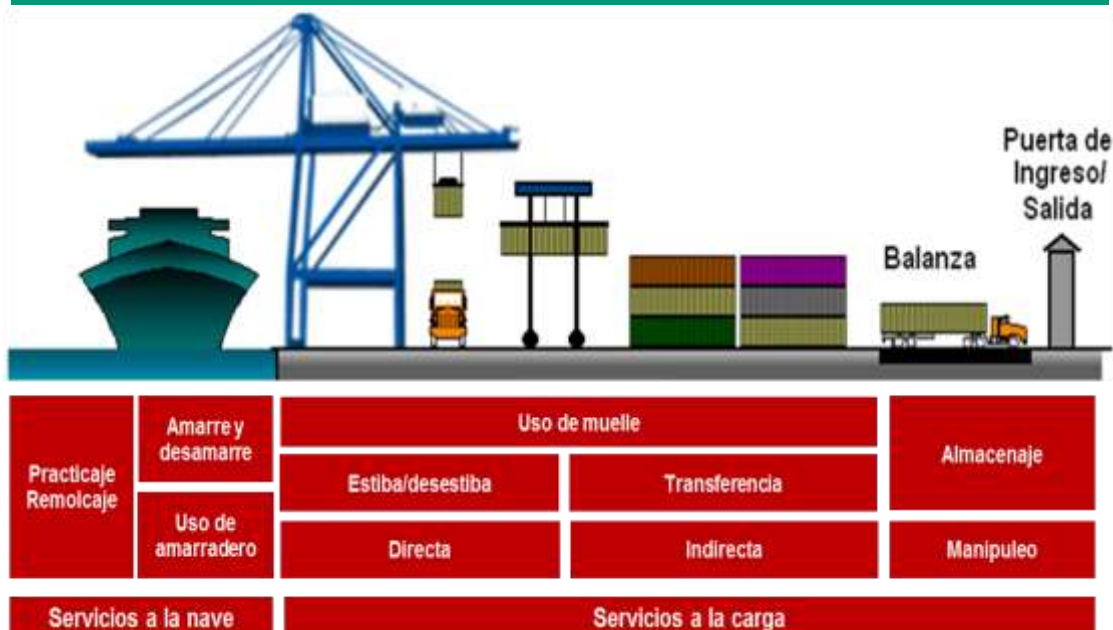 Puerta de
Ingreso/
Salida
Balanza
Practicaje
Remolcaje
Amarre y
desamarre
Uso de
amarradero
Uso de muelle
Estiba/desestiba
Transferencia
Directa
Indirecta
Almacenaje
Manipuleo
Servicios a la nave
Servicios a la carga